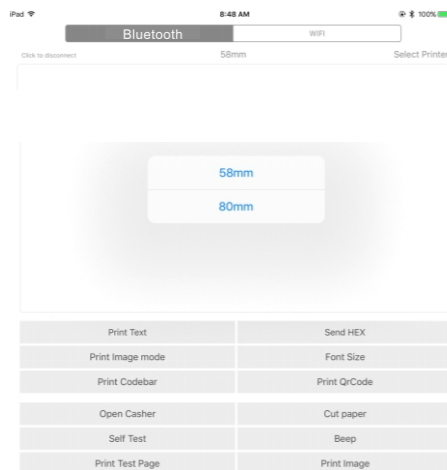 iPad 8:48 AM 100%
Bluetooth WIFI
Click to disconnect 58mm Select Printer
58mm
80mm
Print Text Send HEX
Print Image mode Font Size
Print Codebar Print QrCode
Open Casher Cut paper
Self Test Beep
Print Test Page Print Image